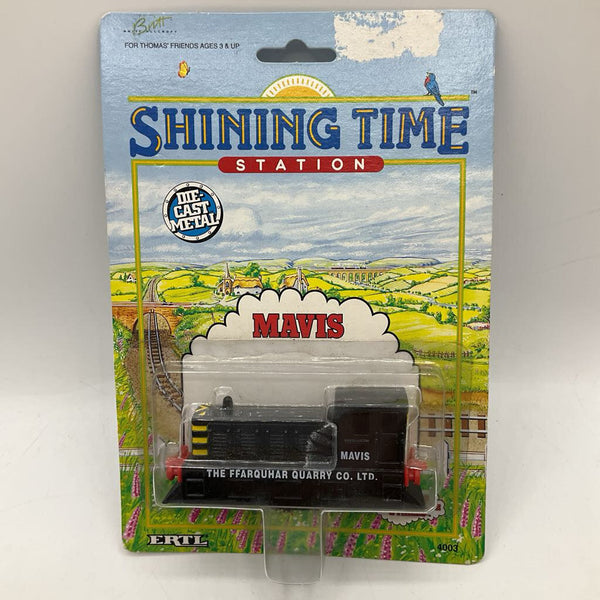 Britt
FOR THOMAS' FRIENDS AGES 3 & UP
SHINING TIME™
STATION
DIE-
CAST
METAL!
MAVIS
MAVIS
THE FFARQUHAR QUARRY CO. LTD.
ERTL
4003